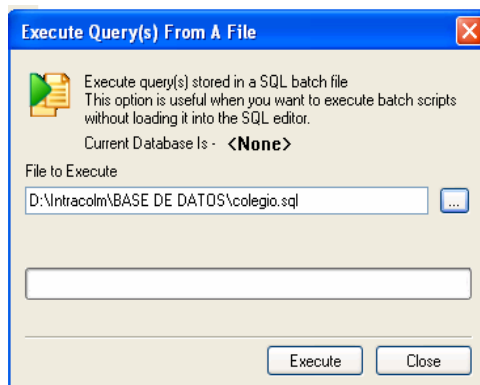 Execute Query(s) From A File
Execute query(s) stored in a SQL batch file
This option is useful when you want to execute batch scripts
without loading it into the SQL editor.
Current Database Is - <None>
File to Execute
D:\Intracolm\BASE DE DATOS\colegio.sql
...
Execute
Close